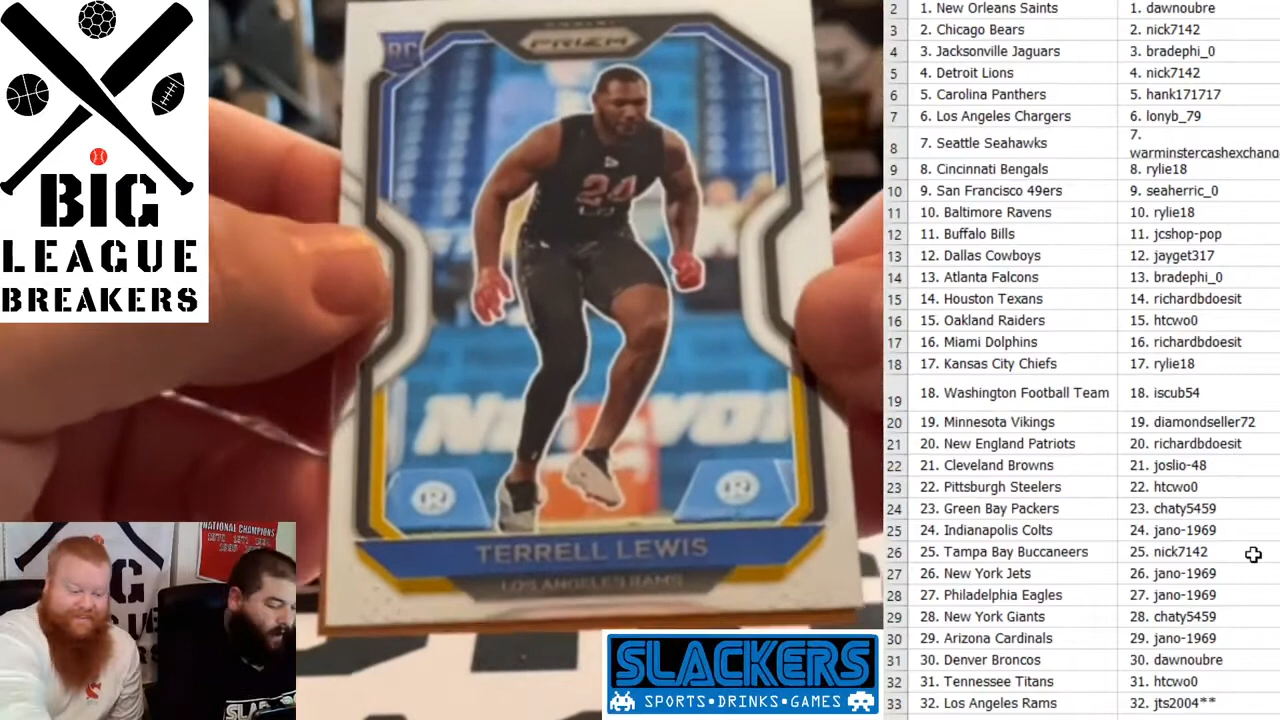 BIG
LEAGUE
BREAKERS
RC
PANINI
PRIZM
24
TERRELL LEWIS
LOS ANGELES RAMS
NATIONAL CHAMPIONS
SLACKERS
SPORTS•DRINKS•GAMES
2 1. New Orleans Saints 1. dawnoubre
3 2. Chicago Bears 2. nick7142
4 3. Jacksonville Jaguars 3. bradephi_0
5 4. Detroit Lions 4. nick7142
6 5. Carolina Panthers 5. hank171717
7 6. Los Angeles Chargers 6. lonyb_79
8 7. Seattle Seahawks 7.
warminstercashexchang
9 8. Cincinnati Bengals 8. rylie18
10 9. San Francisco 49ers 9. seaherric_0
11 10. Baltimore Ravens 10. rylie18
12 11. Buffalo Bills 11. jcshop-pop
13 12. Dallas Cowboys 12. jayget317
14 13. Atlanta Falcons 13. bradephi_0
15 14. Houston Texans 14. richardbdoesit
16 15. Oakland Raiders 15. htcwo0
17 16. Miami Dolphins 16. richardbdoesit
18 17. Kansas City Chiefs 17. rylie18
19 18. Washington Football Team 18. iscub54
20 19. Minnesota Vikings 19. diamondseller72
21 20. New England Patriots 20. richardbdoesit
22 21. Cleveland Browns 21. joslio-48
23 22. Pittsburgh Steelers 22. htcwo0
24 23. Green Bay Packers 23. chaty5459
25 24. Indianapolis Colts 24. jano-1969
26 25. Tampa Bay Buccaneers 25. nick7142
27 26. New York Jets 26. jano-1969
28 27. Philadelphia Eagles 27. jano-1969
29 28. New York Giants 28. chaty5459
30 29. Arizona Cardinals 29. jano-1969
31 30. Denver Broncos 30. dawnoubre
32 31. Tennessee Titans 31. htcwo0
33 32. Los Angeles Rams 32. jts2004**